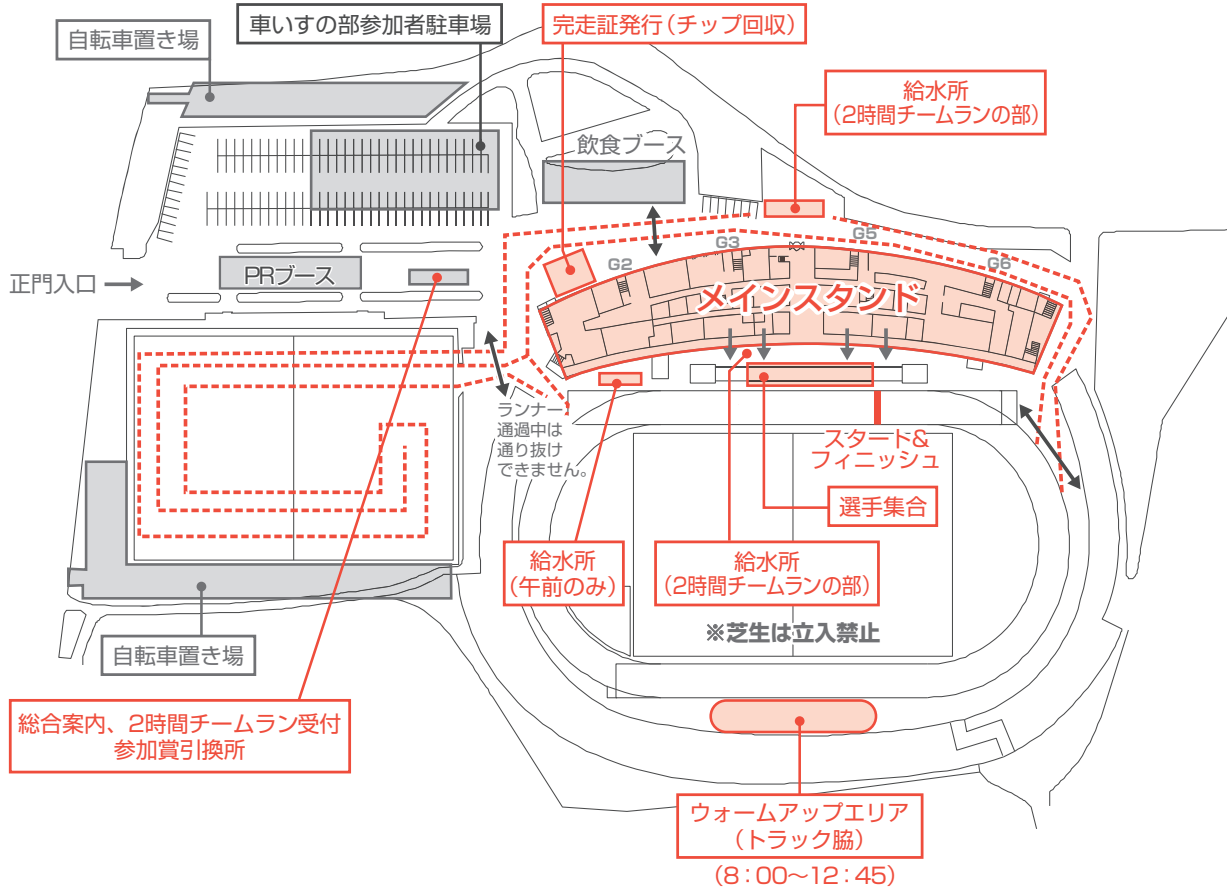 自転車置き場
車いすの部参加者駐車場
完走証発行（チップ回収）
給水所
（2時間チームランの部）
飲食ブース
G2
G3
G5
G6
正門入口
PRブース
メインスタンド
ランナー
通過中は
通り抜け
できません。
スタート&
フィニッシュ
選手集合
給水所
（午前のみ）
給水所
（2時間チームランの部）
※芝生は立入禁止
自転車置き場
総合案内、2時間チームラン受付
参加賞引換所
ウォームアップエリア
（トラック脇）
（8：00～12：45）